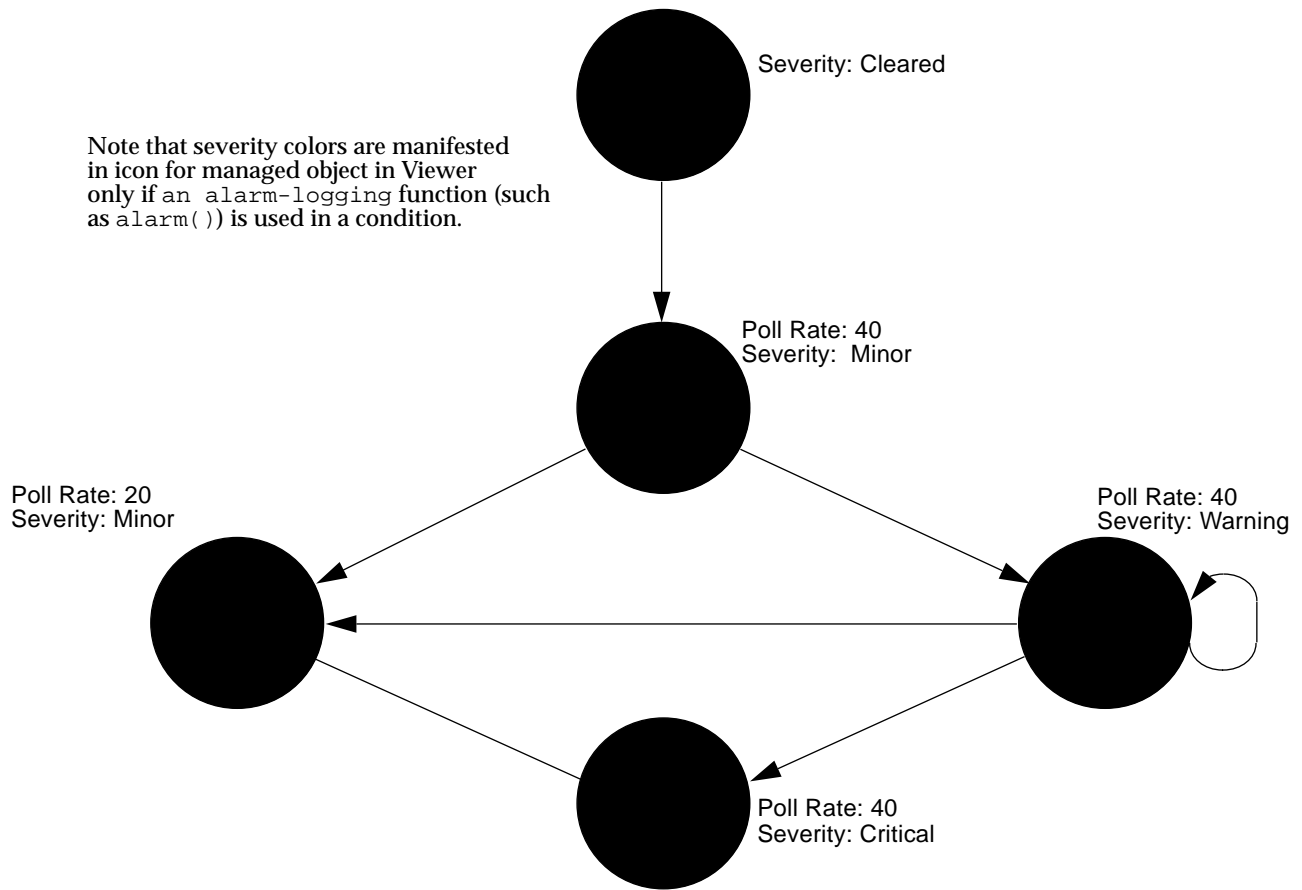 Severity: Cleared
Note that severity colors are manifested
in icon for managed object in Viewer
only if an alarm-logging function (such
as alarm()) is used in a condition.
Poll Rate: 40
Severity:  Minor
Poll Rate: 20
Severity: Minor
Poll Rate: 40
Severity: Warning
Poll Rate: 40
Severity: Critical